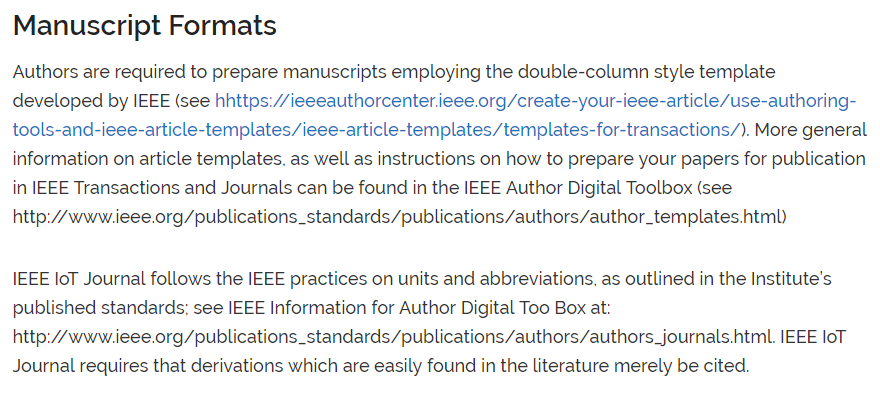 Manuscript Formats
Authors are required to prepare manuscripts employing the double-column style template
developed by IEEE (see hhttps://ieeeauthorcenter.ieee.org/create-your-ieee-article/use-authoring-
tools-and-ieee-article-templates/ieee-article-templates/templates-for-transactions/). More general
information on article templates, as well as instructions on how to prepare your papers for publication
in IEEE Transactions and Journals can be found in the IEEE Author Digital Toolbox (see
http://www.ieee.org/publications_standards/publications/authors/author_templates.html)
IEEE IoT Journal follows the IEEE practices on units and abbreviations, as outlined in the Institute's
published standards; see IEEE Information for Author Digital Too Box at:
http://www.ieee.org/publications_standards/publications/authors/authors_journals.html. IEEE IoT
Journal requires that derivations which are easily found in the literature merely be cited.